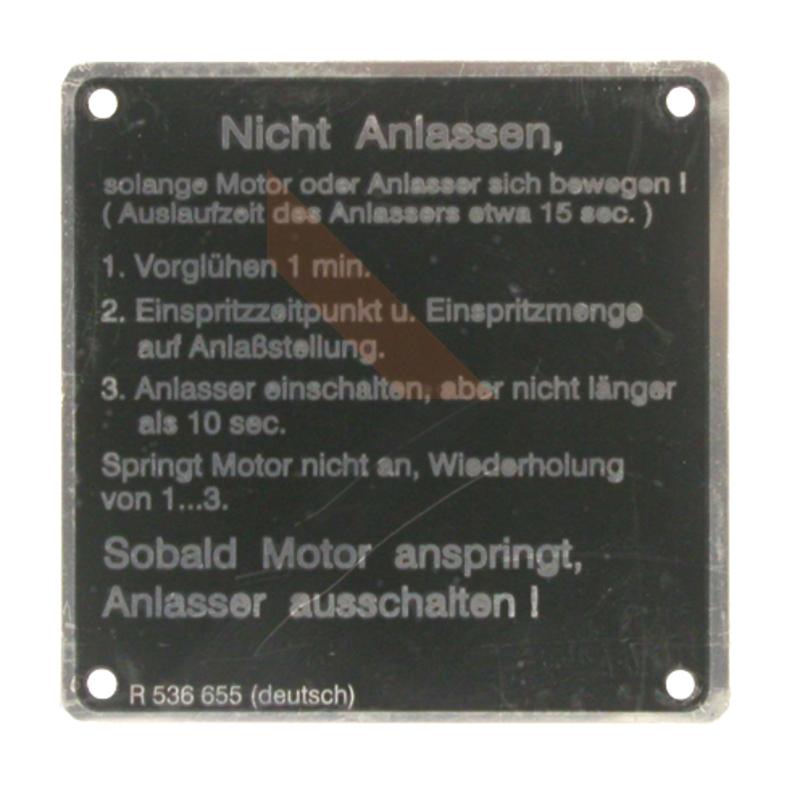 Nicht Anlassen,
solange Motor oder Anlasser sich bewegen !
( Auslaufzeit des Anlassers etwa 15 sec. )
1. Vorglühen 1 min.
2. Einspritzzeitpunkt u. Einspritzmenge
auf Anlaßstellung.
3. Anlasser einschalten, aber nicht länger
als 10 sec.
Springt Motor nicht an, Wiederholung
von 1...3.
Sobald Motor anspringt,
Anlasser ausschalten !
R 536 655 (deutsch)